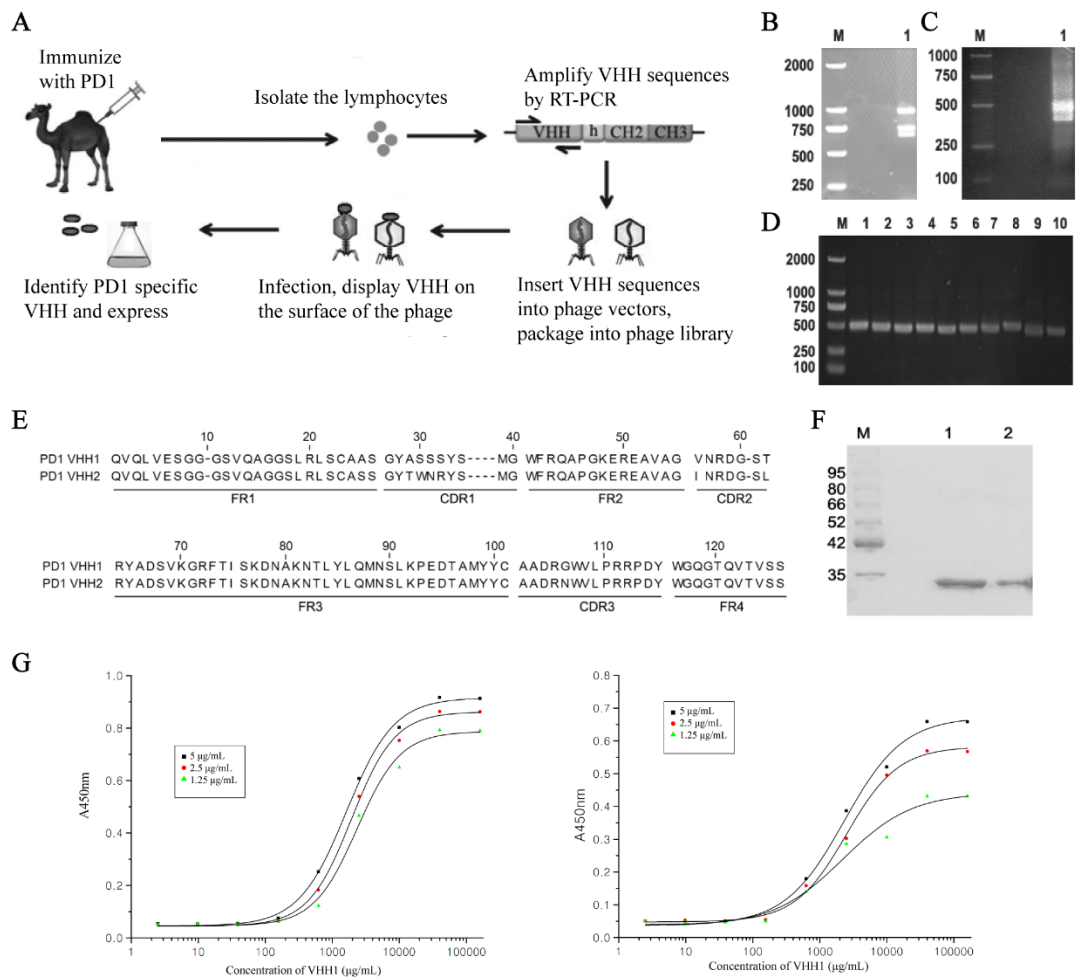 A
Immunize
with PD1
Isolate the lymphocytes
Amplify VHH sequences
by RT-PCR
VHH h CH2 CH3
Identify PD1 specific
VHH and express
Infection, display VHH on
the surface of the phage
Insert VHH sequences
into phage vectors,
package into phage library
B
M 1
2000
1000
750
500
250
C
M 1
1000
750
500
250
100
D
M 1 2 3 4 5 6 7 8 9 10
2000
1000
750
500
250
100
E
10 20 30 40 50 60
PD1 VHH1 QVQLVESGG-GSVQAGGSLRLSCAAS GYASSSYS----MG WFRQAPGKEREAVAG VNRDG-ST
PD1 VHH2 QVQLVESGG-GSVQAGGSLRLSCASS GYTWNRYS----MG WFRQAPGKEREAVAG INRDG-SL
FR1 CDR1 FR2 CDR2
70 80 90 100 110 120
PD1 VHH1 RYADSVKGRFTISKDNAKNTLYLQMNSLKPEDTAMYYC AADRGWWLPRRPDY WGQGTQVTVSS
PD1 VHH2 RYADSVKGRFTISKDNAKNTLYLQMNSLKPEDTAMYYC AADRNWWLPRRPDY WGQGTQVTVSS
FR3 CDR3 FR4
F
M 1 2
95
80
66
52
42
35
G
A450nm
1.0
0.8
0.6
0.4
0.2
0.0
5 μg/mL
2.5 μg/mL
1.25 μg/mL
1 10 100 1000 10000 100000
Concentration of VHH1 (μg/mL)
A450nm
0.8
0.7
0.6
0.5
0.4
0.3
0.2
0.1
0.0
5 μg/mL
2.5 μg/mL
1.25 μg/mL
1 10 100 1000 10000 100000
Concentration of VHH1 (μg/mL)